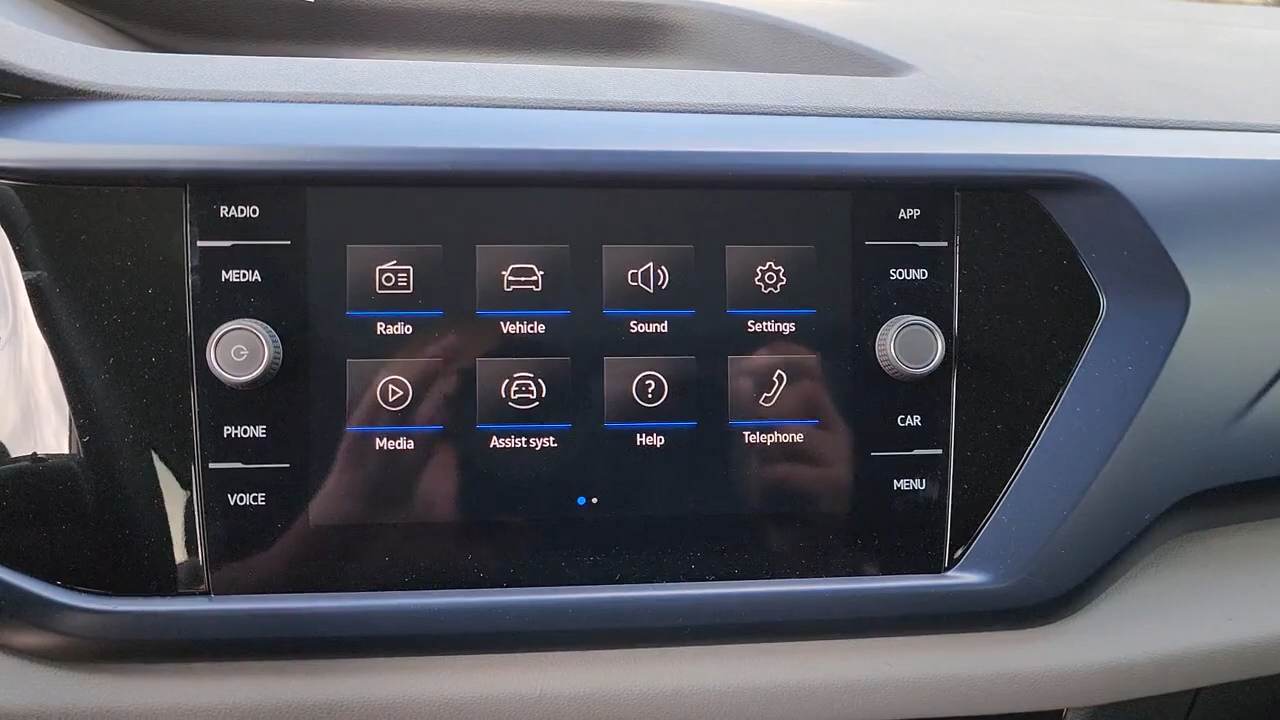 RADIO
MEDIA
PHONE
VOICE
Radio
Vehicle
Sound
Settings
Media
Assist syst.
Help
Telephone
APP
SOUND
CAR
MENU